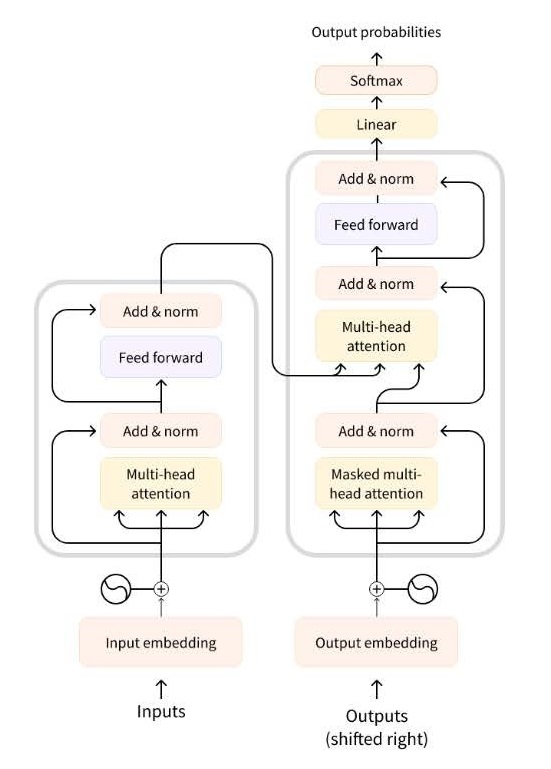 Output probabilities
Softmax
Linear
Add & norm
Feed forward
Add & norm
Multi-head
attention
Add & norm
Masked multi-
head attention
Output embedding
Outputs
(shifted right)
Add & norm
Feed forward
Add & norm
Multi-head
attention
Input embedding
Inputs